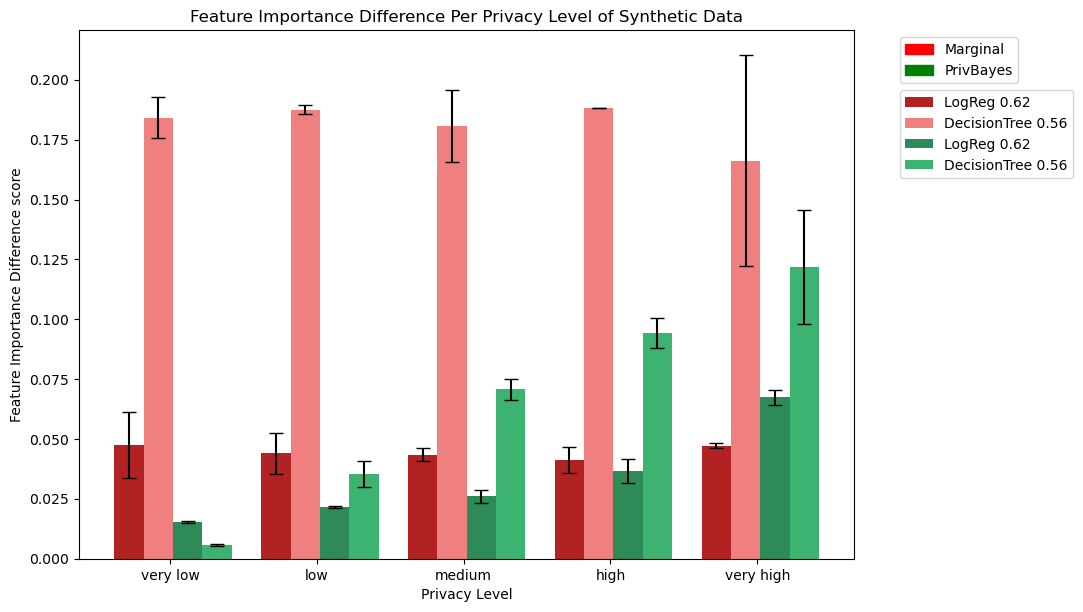 Feature Importance Difference Per Privacy Level of Synthetic Data
Marginal
PrivBayes
LogReg 0.62
DecisionTree 0.56
LogReg 0.62
DecisionTree 0.56
Feature Importance Difference score
0.200
0.175
0.150
0.125
0.100
0.075
0.050
0.025
0.000
very low
low
medium
high
very high
Privacy Level